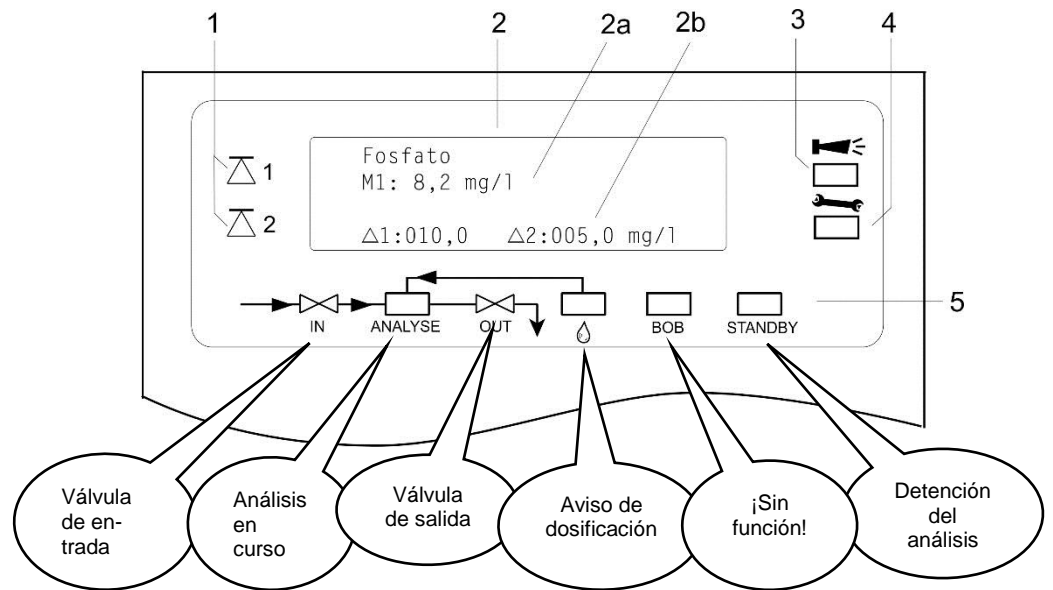 1
2
2a
2b
3
4
1
2
Fosfato
M1: 8,2 mg/l
△1:010,0 △2:005,0 mg/l
5
IN
ANALYSE
OUT
BOB
STANDBY
Válvula
de en-
trada
Análisis
en
curso
Válvula
de salida
Aviso de
dosificación
¡Sin
función!
Detención
del
análisis